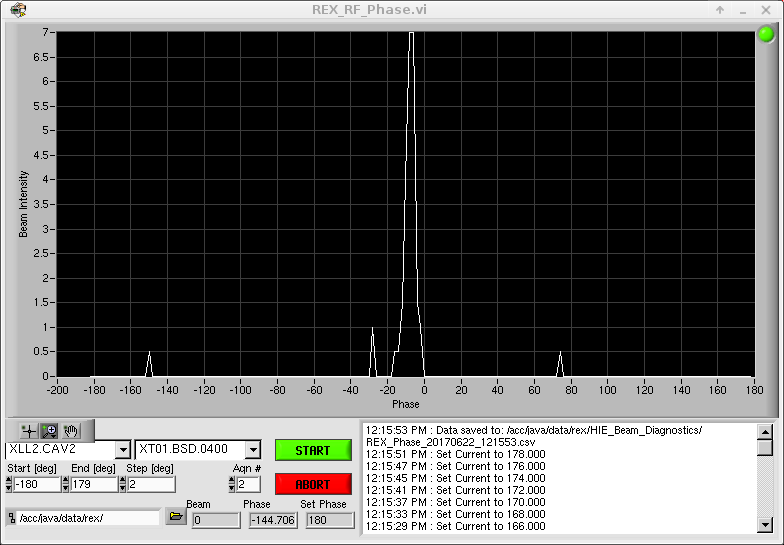 REX_RF_Phase.vi
7
6.5
6
5.5
5
4.5
4
3.5
3
2.5
2
1.5
1
0.5
0
Beam Intensity
-200 -180 -160 -140 -120 -100 -80 -60 -40 -20 0 20 40 60 80 100 120 140 160 180
Phase
XLL2.CAV2 XT01.BSD.0400 START
Start [deg] End [deg] Step [deg] Aqn #
-180 179 2 2 ABORT
Beam Phase Set Phase
/acc/java/data/rex/ 0 -144.706 180
12:15:53 PM : Data saved to: /acc/java/data/rex/HIE_Beam_Diagnostics/
REX_Phase_20170622_121553.csv
12:15:51 PM : Set Current to 178.000
12:15:47 PM : Set Current to 176.000
12:15:45 PM : Set Current to 174.000
12:15:41 PM : Set Current to 172.000
12:15:37 PM : Set Current to 170.000
12:15:33 PM : Set Current to 168.000
12:15:29 PM : Set Current to 166.000